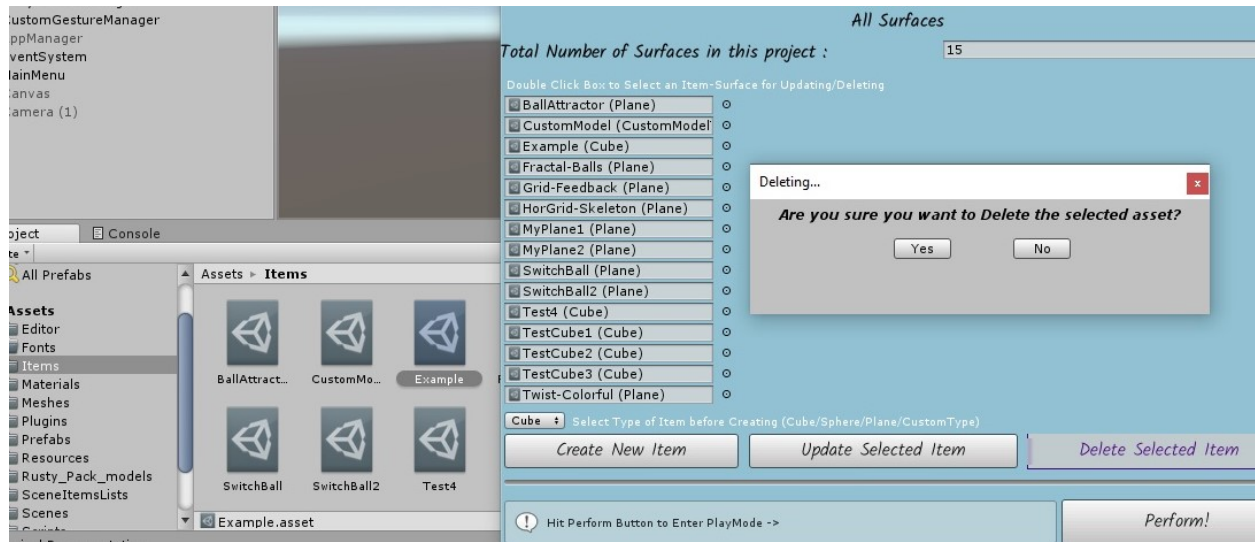 ustomGestureManager
ppManager
ventSystem
ainMenu
anvas
amera (1)
oject
Console
te
All Prefabs
Assets
Editor
Fonts
Items
Materials
Meshes
Plugins
Prefabs
Resources
Rusty_Pack_models
SceneItemsLists
Scenes
Assets ▸ Items
BallAttract...
CustomMo...
Example
SwitchBall
SwitchBall2
Test4
Example.asset
All Surfaces
Total Number of Surfaces in this project :
15
Double Click Box to Select an Item-Surface for Updating/Deleting
BallAttractor (Plane)
CustomModel (CustomModel
Example (Cube)
Fractal-Balls (Plane)
Grid-Feedback (Plane)
HorGrid-Skeleton (Plane)
MyPlane1 (Plane)
MyPlane2 (Plane)
SwitchBall (Plane)
SwitchBall2 (Plane)
Test4 (Cube)
TestCube1 (Cube)
TestCube2 (Cube)
TestCube3 (Cube)
Twist-Colorful (Plane)
Deleting...
x
Are you sure you want to Delete the selected asset?
Yes
No
Cube Select Type of Item before Creating (Cube/Sphere/Plane/CustomType)
Create New Item
Update Selected Item
Delete Selected Item
Hit Perform Button to Enter PlayMode ->
Perform!